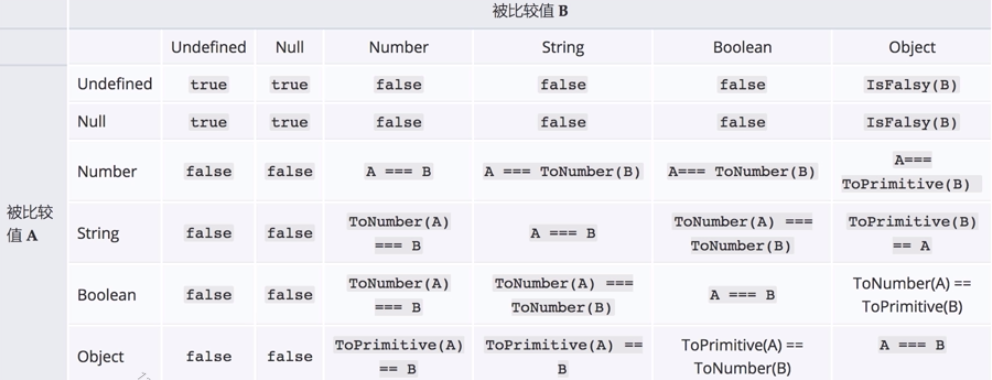 被比较值 B
Undefined Null Number String Boolean Object
Undefined true true false false false IsFalsy(B)
Null true true false false false IsFalsy(B)
Number false false A === B A === ToNumber(B) A=== ToNumber(B) A=== ToPrimitive(B)
被比较值 A
String false false ToNumber(A) === B A === B ToNumber(A) === ToNumber(B) ToPrimitive(B) == A
Boolean false false ToNumber(A) === B ToNumber(A) === ToNumber(B) A === B ToNumber(A) == ToPrimitive(B)
Object false false ToPrimitive(A) == B ToPrimitive(A) == B ToPrimitive(A) == ToNumber(B) A === B